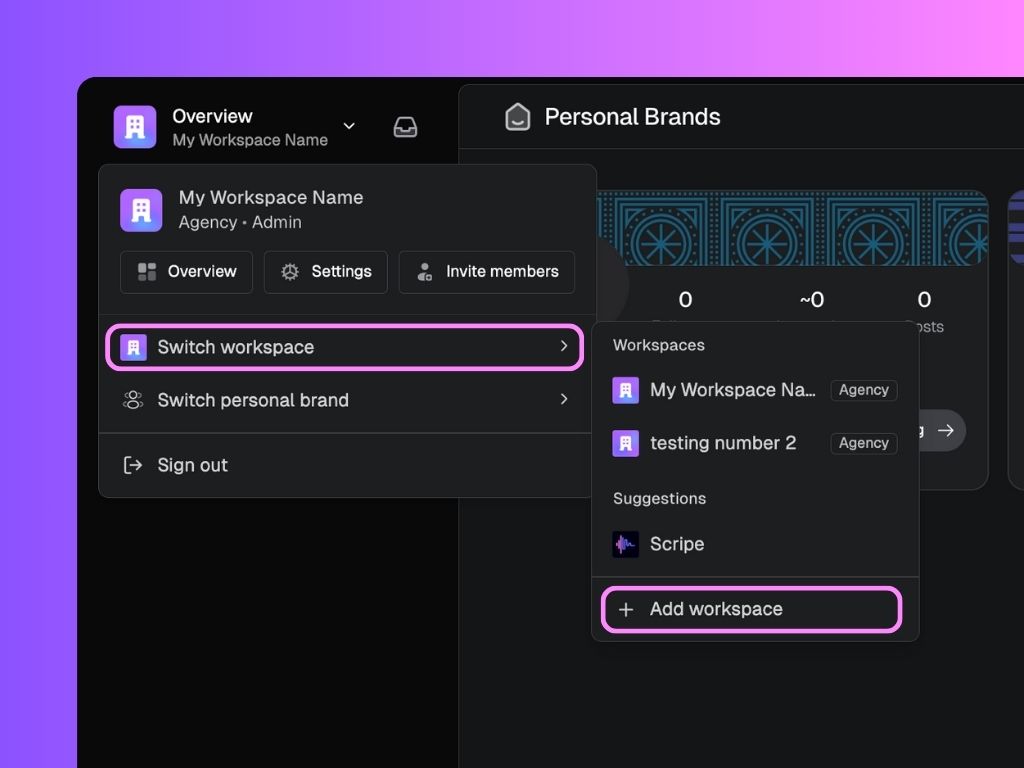 Overview
My Workspace Name
Personal Brands
My Workspace Name
Agency • Admin
Overview
Settings
Invite members
0
~0
0
Switch workspace
Switch personal brand
Sign out
Workspaces
My Workspace Na...
Agency
testing number 2
Agency
Suggestions
Scripe
Add workspace